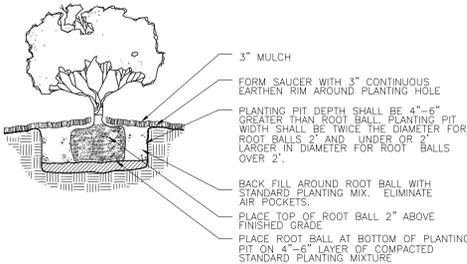 3" MULCH
FORM SAUCER WITH 3" CONTINUOUS
EARTHEN RIM AROUND PLANTING HOLE
PLANTING PIT DEPTH SHALL BE 4"-6"
GREATER THAN ROOT BALL. PLANTING PIT
WIDTH SHALL BE TWICE THE DIAMETER FOR
ROOT BALLS 2' AND UNDER OR 2'
LARGER IN DIAMETER FOR ROOT BALLS
OVER 2'.
BACK FILL AROUND ROOT BALL WITH
STANDARD PLANTING MIX. ELIMINATE
AIR POCKETS.
PLACE TOP OF ROOT BALL 2" ABOVE
FINISHED GRADE
PLACE ROOT BALL AT BOTTOM OF PLANTING
PIT ON 4"-6" LAYER OF COMPACTED
STANDARD PLANTING MIXTURE